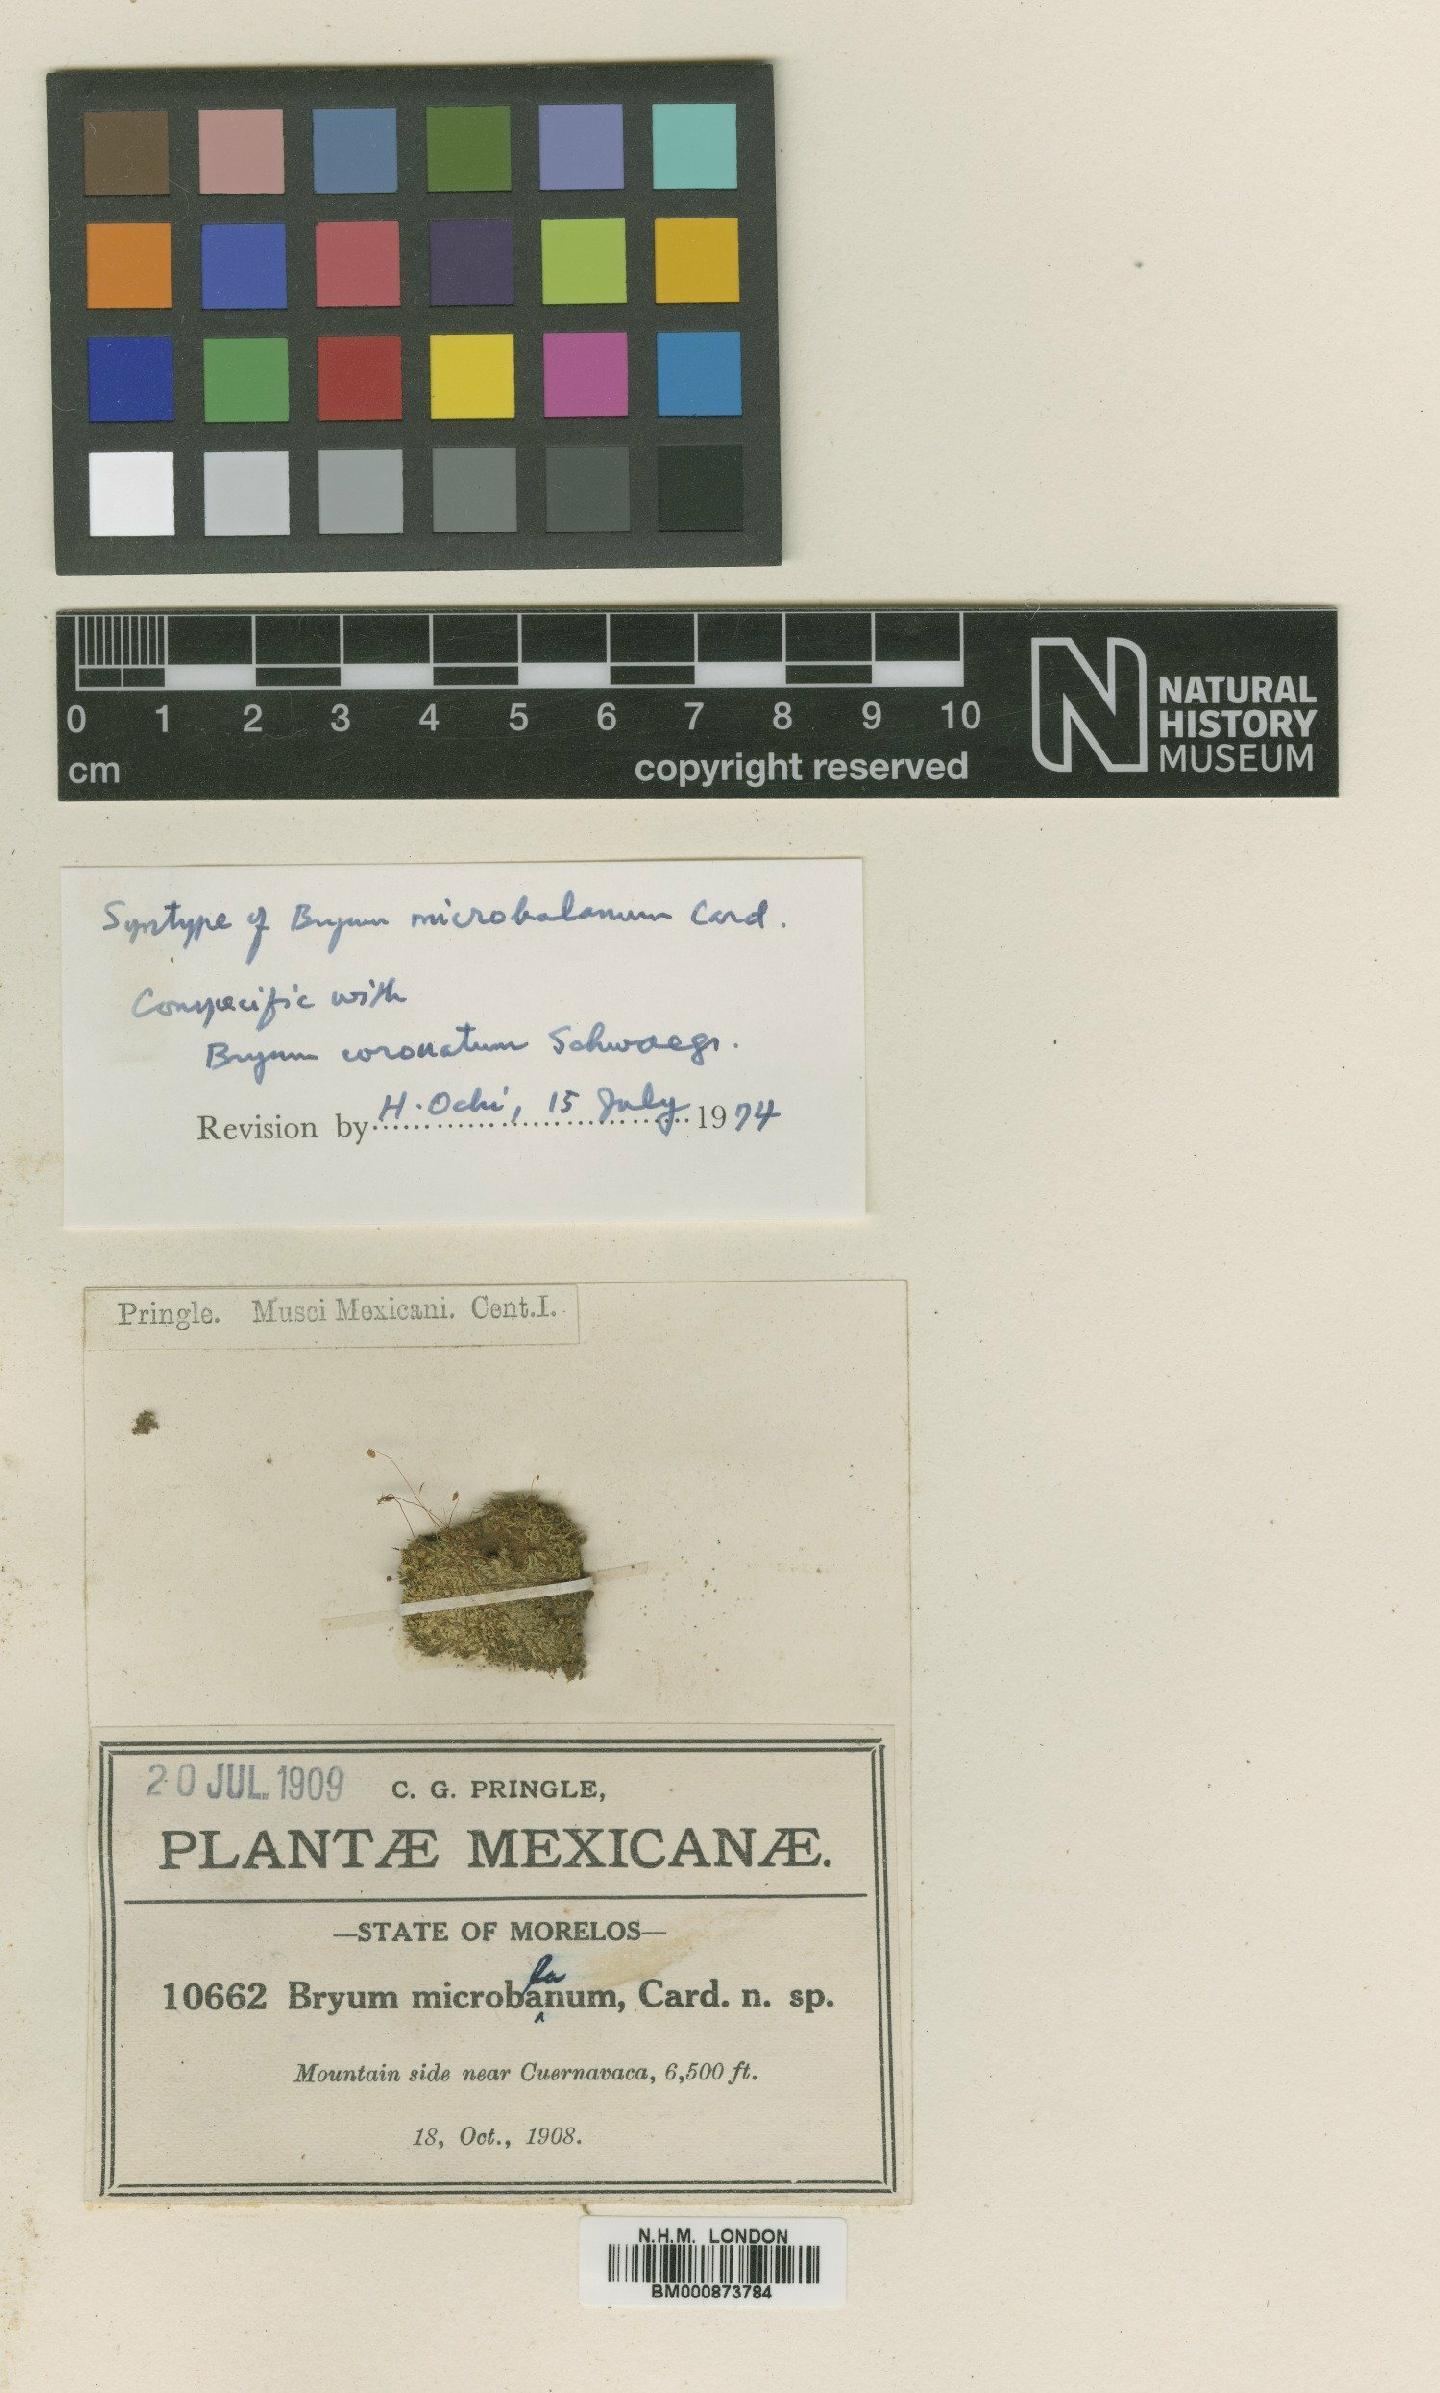 0 1 2 3 4 5 6 7 8 9 10
cm
copyright reserved
NATURAL
HISTORY
MUSEUM
Syntype of Bryum microbalanum Card.
Conspecific with
Bryum coronatum Schwaegr.
Revision by H. Ochi, 15 July 1974
Pringle. Musci Mexicani. Cent.I.
20 JUL. 1909 C. G. PRINGLE,
PLANTÆ MEXICANÆ.
—STATE OF MORELOS—
la
10662 Bryum microbanum, Card. n. sp.
Mountain side near Cuernavaca, 6,500 ft.
18, Oct., 1908.
N.H.M. LONDON
BM000873784